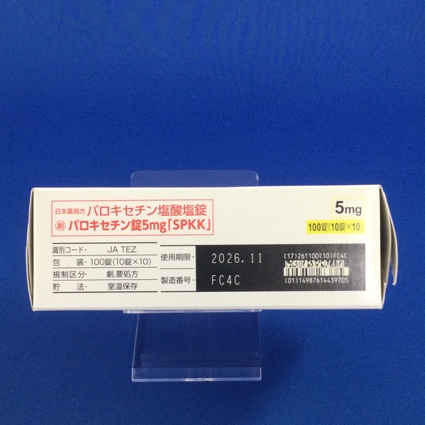 日本薬局方 パロキセチン塩酸塩錠
劇 パロキセチン錠5mg「SPKK」
5mg
100錠(10錠×10)
識別コード: JA TEZ
包 装: 100錠(10錠×10)
規制区分: 劇,要処方
貯 法: 室温保存
使用期限: 2026.11
製造番号: FC4C
(17)261100(10)FC4C
(01)14987614439705